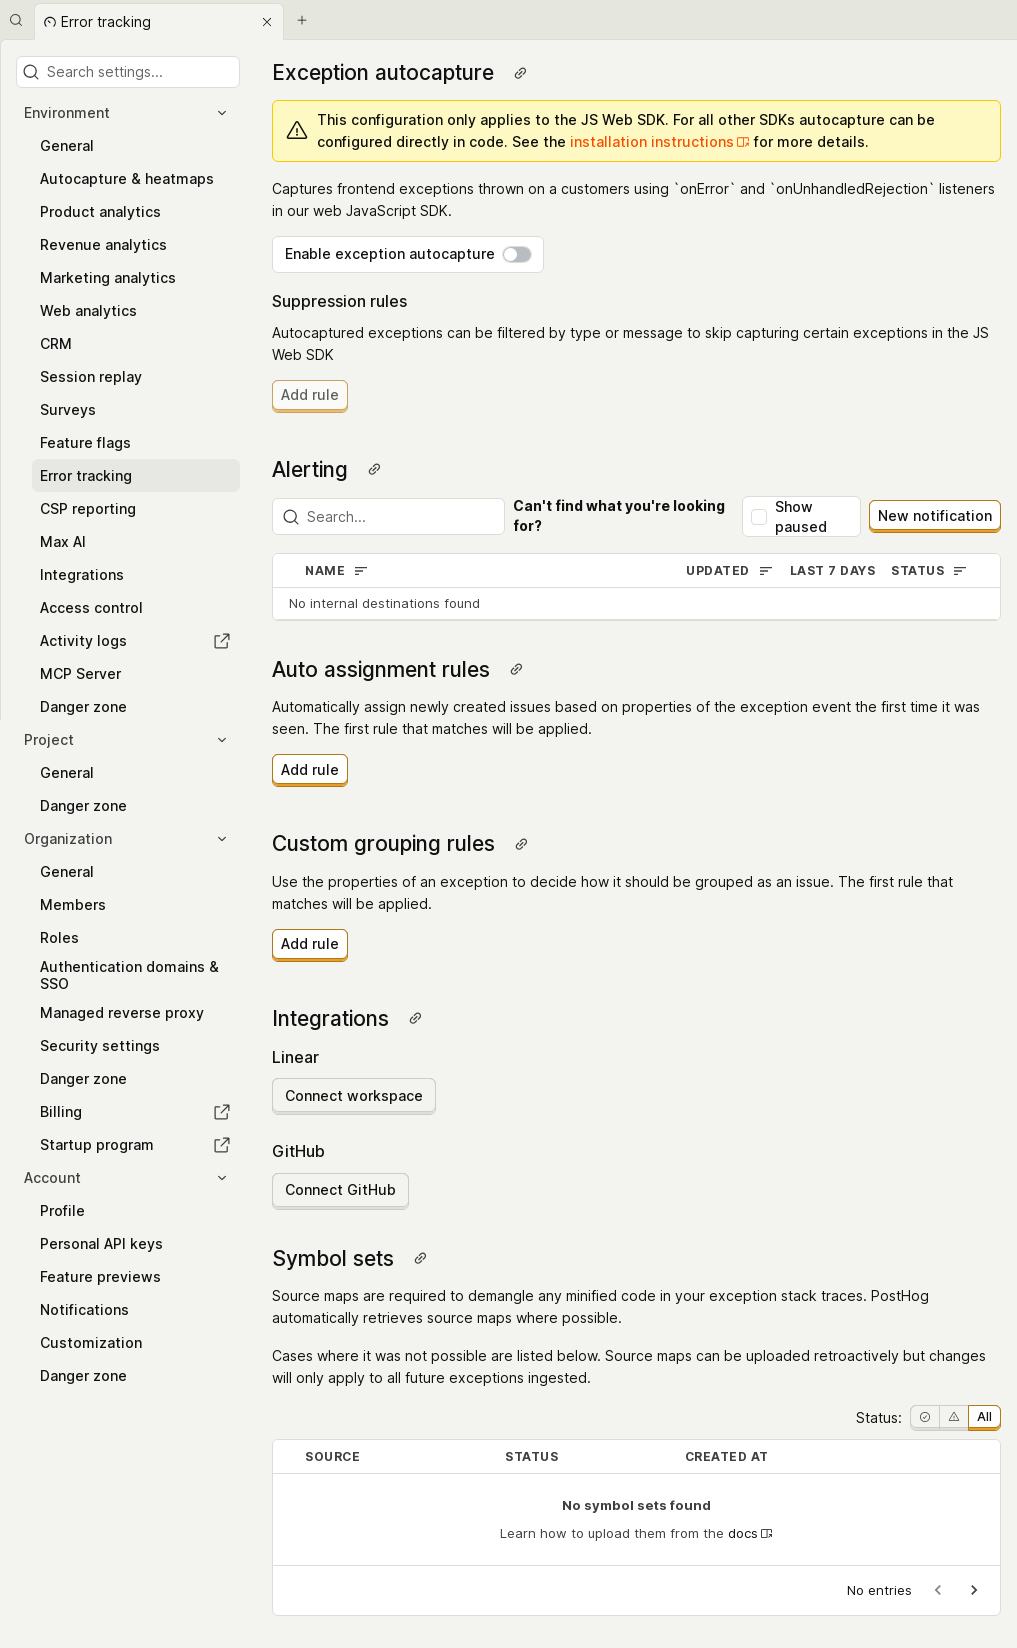 Error tracking
Search settings...
Environment
General
Autocapture & heatmaps
Product analytics
Revenue analytics
Marketing analytics
Web analytics
CRM
Session replay
Surveys
Feature flags
Error tracking
CSP reporting
Max AI
Integrations
Access control
Activity logs
MCP Server
Danger zone
Project
General
Danger zone
Organization
General
Members
Roles
Authentication domains &
SSO
Managed reverse proxy
Security settings
Danger zone
Billing
Startup program
Account
Profile
Personal API keys
Feature previews
Notifications
Customization
Danger zone
Exception autocapture
This configuration only applies to the JS Web SDK. For all other SDKs autocapture can be
configured directly in code. See the installation instructions for more details.
Captures frontend exceptions thrown on a customers using `onError` and `onUnhandledRejection` listeners
in our web JavaScript SDK.
Enable exception autocapture
Suppression rules
Autocaptured exceptions can be filtered by type or message to skip capturing certain exceptions in the JS
Web SDK
Add rule
Alerting
Search...
Can't find what you're looking
for?
Show
paused
New notification
NAME UPDATED LAST 7 DAYS STATUS
No internal destinations found
Auto assignment rules
Automatically assign newly created issues based on properties of the exception event the first time it was
seen. The first rule that matches will be applied.
Add rule
Custom grouping rules
Use the properties of an exception to decide how it should be grouped as an issue. The first rule that
matches will be applied.
Add rule
Integrations
Linear
Connect workspace
GitHub
Connect GitHub
Symbol sets
Source maps are required to demangle any minified code in your exception stack traces. PostHog
automatically retrieves source maps where possible.
Cases where it was not possible are listed below. Source maps can be uploaded retroactively but changes
will only apply to all future exceptions ingested.
Status: All
SOURCE STATUS CREATED AT
No symbol sets found
Learn how to upload them from the docs
No entries